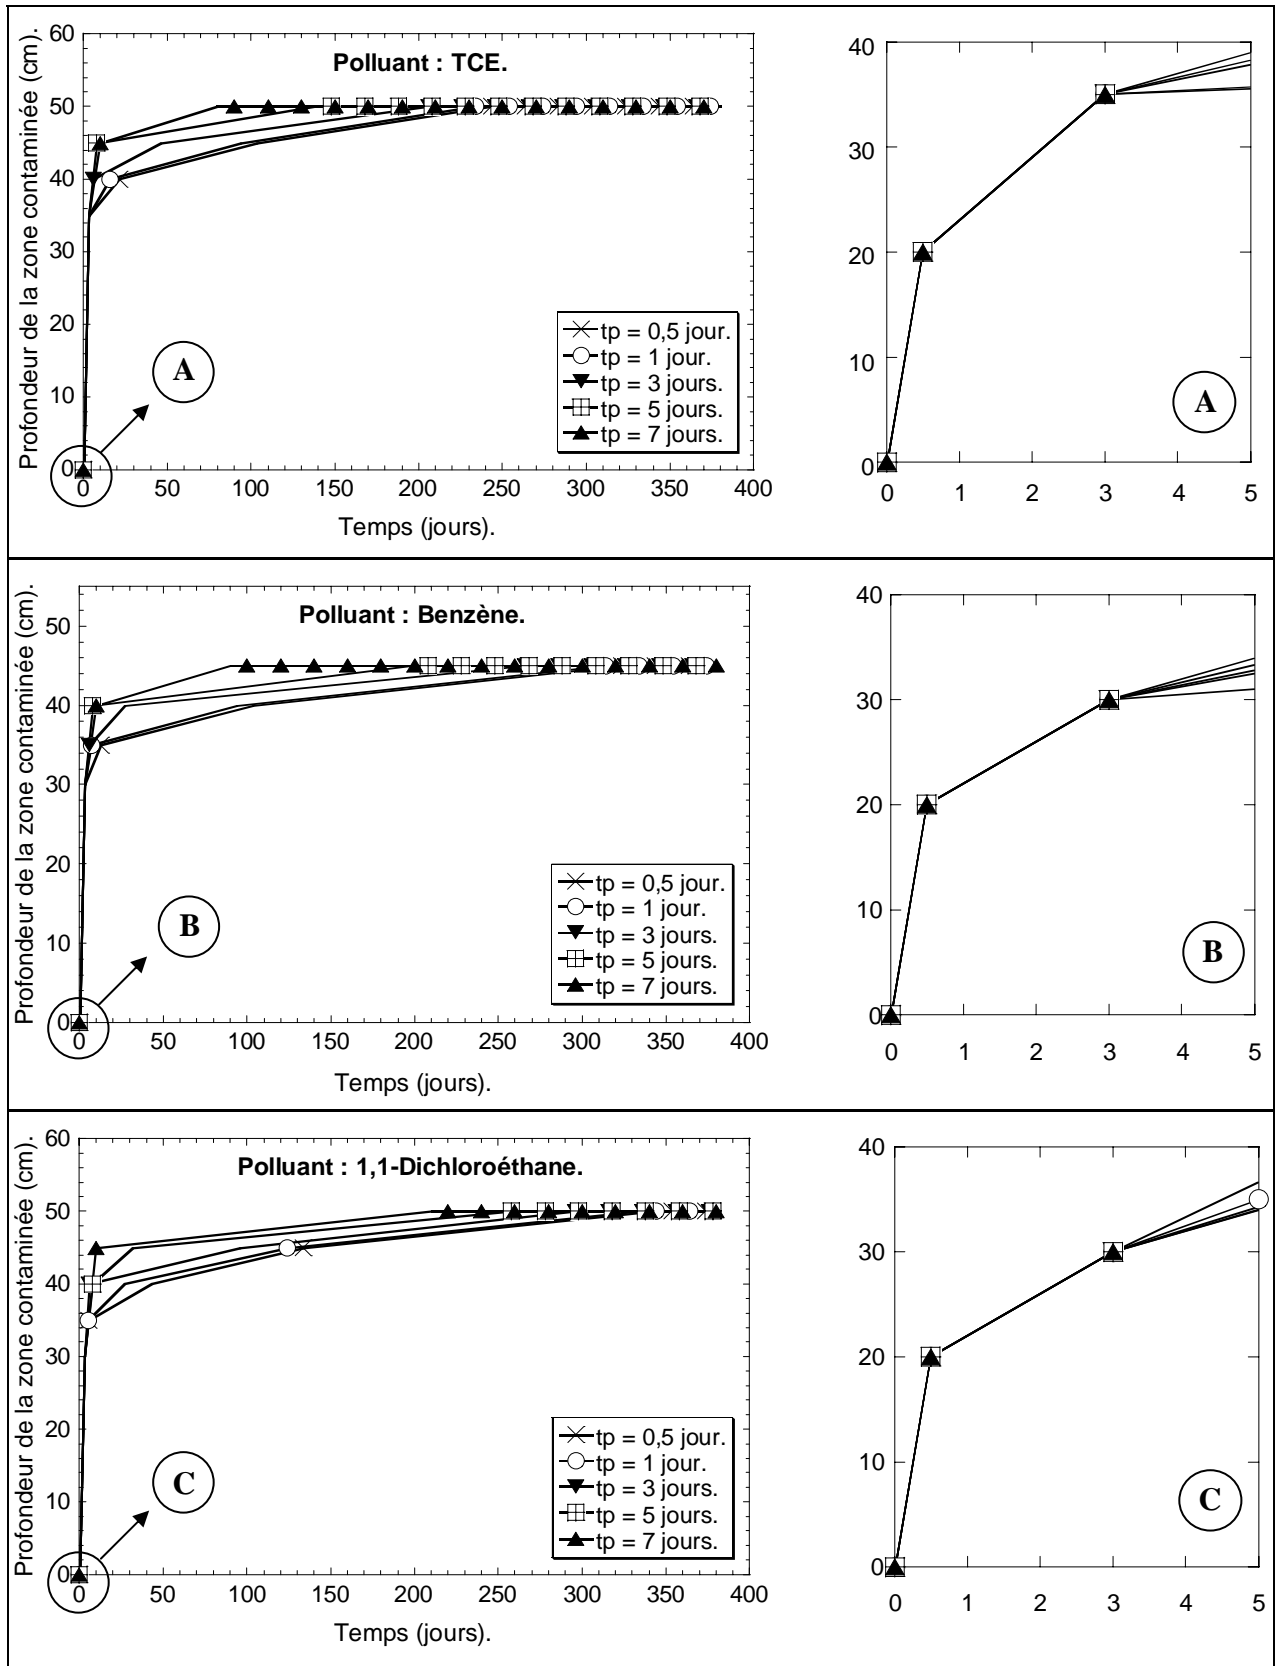 Polluant : TCE.
Profondeur de la zone contaminée (cm).
60
50
40
30
20
10
0
0 50 100 150 200 250 300 350 400
Temps (jours).
A
tp = 0,5 jour.
tp = 1 jour.
tp = 3 jours.
tp = 5 jours.
tp = 7 jours.
40
30
20
10
0
0 1 2 3 4 5
A
Polluant : Benzène.
Profondeur de la zone contaminée (cm).
50
40
30
20
10
0
0 50 100 150 200 250 300 350 400
Temps (jours).
B
tp = 0,5 jour.
tp = 1 jour.
tp = 3 jours.
tp = 5 jours.
tp = 7 jours.
40
30
20
10
0
0 1 2 3 4 5
B
Polluant : 1,1-Dichloroéthane.
Profondeur de la zone contaminée (cm).
60
50
40
30
20
10
0
0 50 100 150 200 250 300 350 400
Temps (jours).
C
tp = 0,5 jour.
tp = 1 jour.
tp = 3 jours.
tp = 5 jours.
tp = 7 jours.
40
30
20
10
0
0 1 2 3 4 5
C